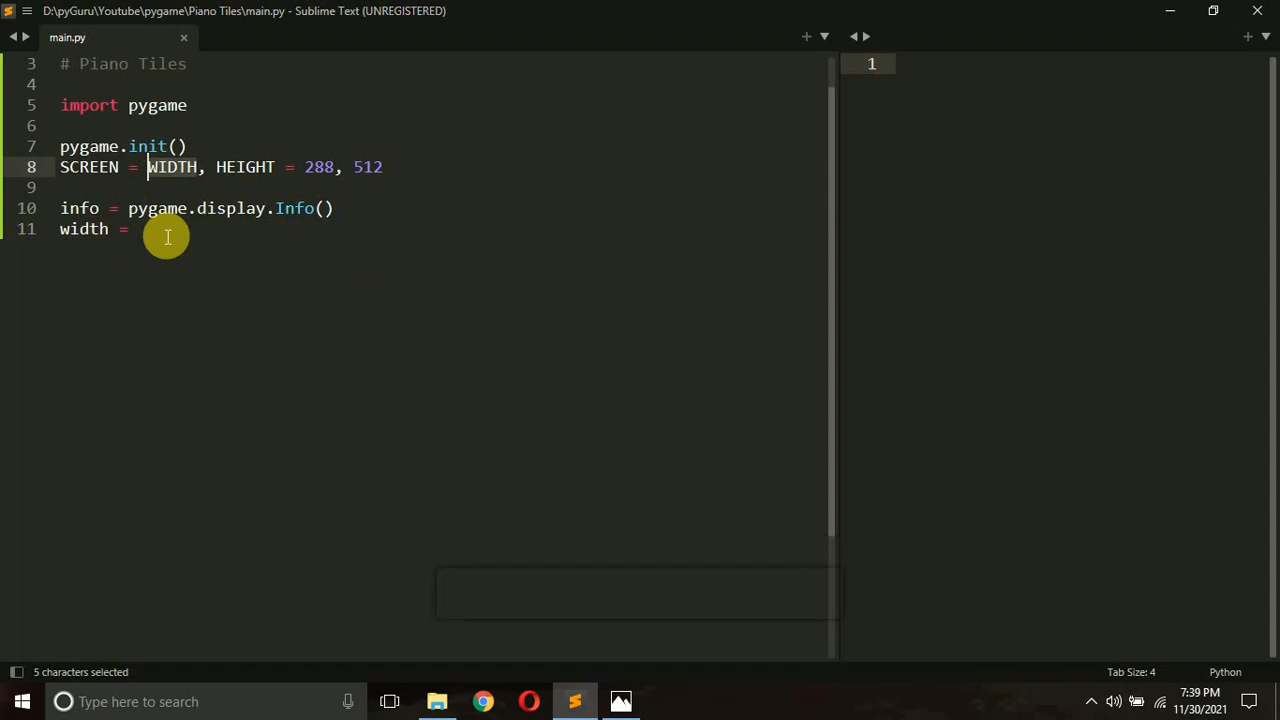 D:\pyGuru\Youtube\pygame\Piano Tiles\main.py - Sublime Text (UNREGISTERED)
main.py
3 # Piano Tiles
4
5 import pygame
6
7 pygame.init()
8 SCREEN = WIDTH, HEIGHT = 288, 512
9
10 info = pygame.display.Info()
11 width =
1
5 characters selected
Tab Size: 4
Python
Type here to search
7:39 PM
11/30/2021